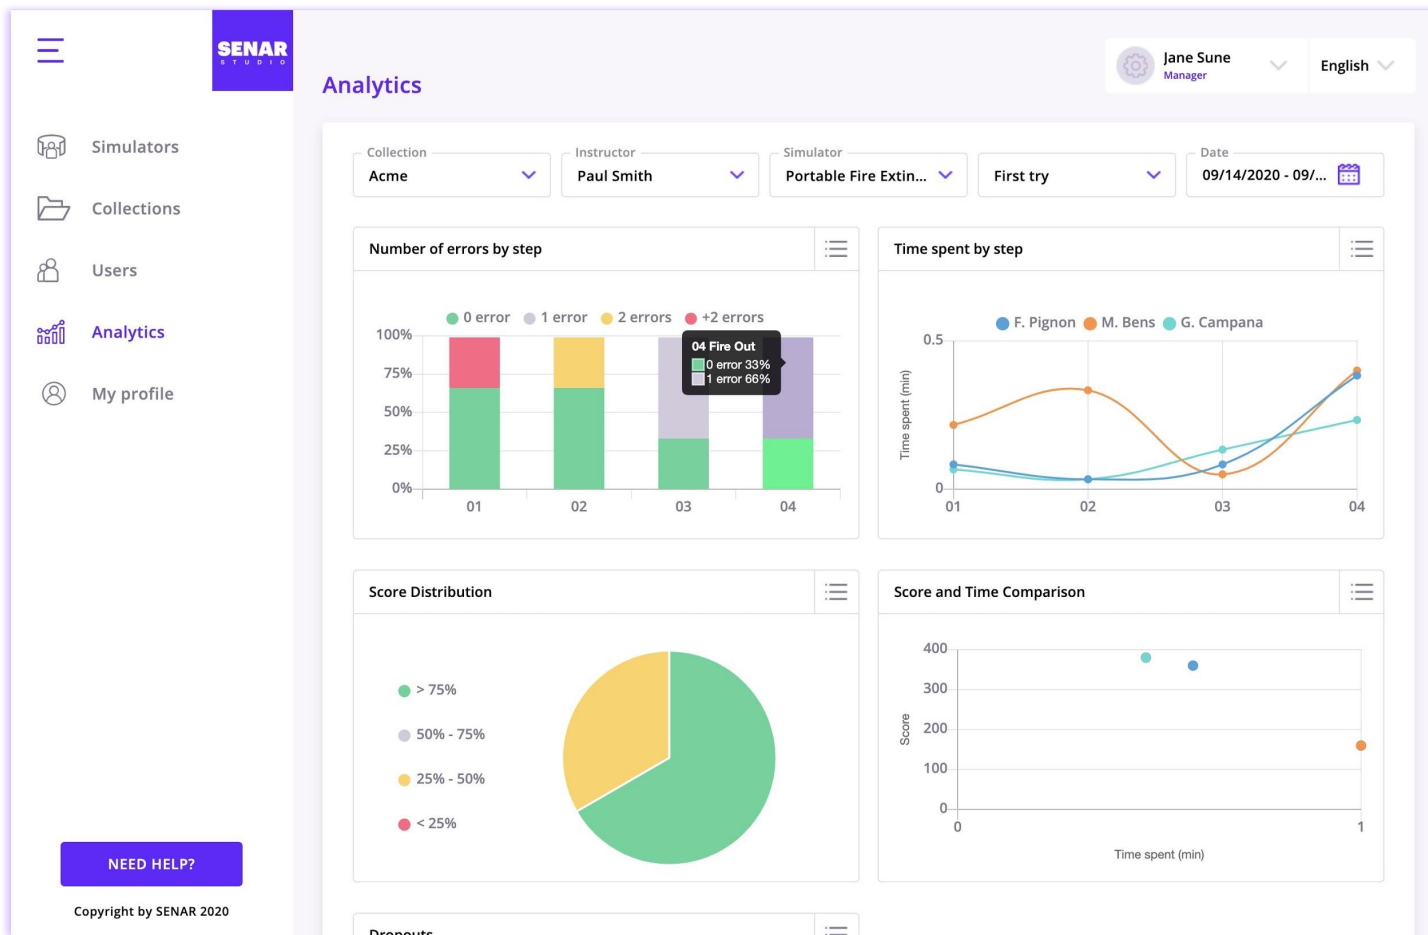 SENAR
STUDIO
Simulators
Collections
Users
Analytics
My profile
NEED HELP?
Copyright by SENAR 2020
Analytics
Jane Sune
Manager
English
Collection
Acme
Instructor
Paul Smith
Simulator
Portable Fire Extin...
First try
Date
09/14/2020 - 09/...
Number of errors by step
0 error 1 error 2 errors +2 errors
100%
75%
50%
25%
0%
01 02 03 04
04 Fire Out
0 error 33%
1 error 66%
Time spent by step
F. Pignon M. Bens G. Campana
Time spent (min)
0.5
0
01 02 03 04
Score Distribution
> 75%
50% - 75%
25% - 50%
< 25%
Score and Time Comparison
Score
400
300
200
100
0
0 1
Time spent (min)
Dropouts